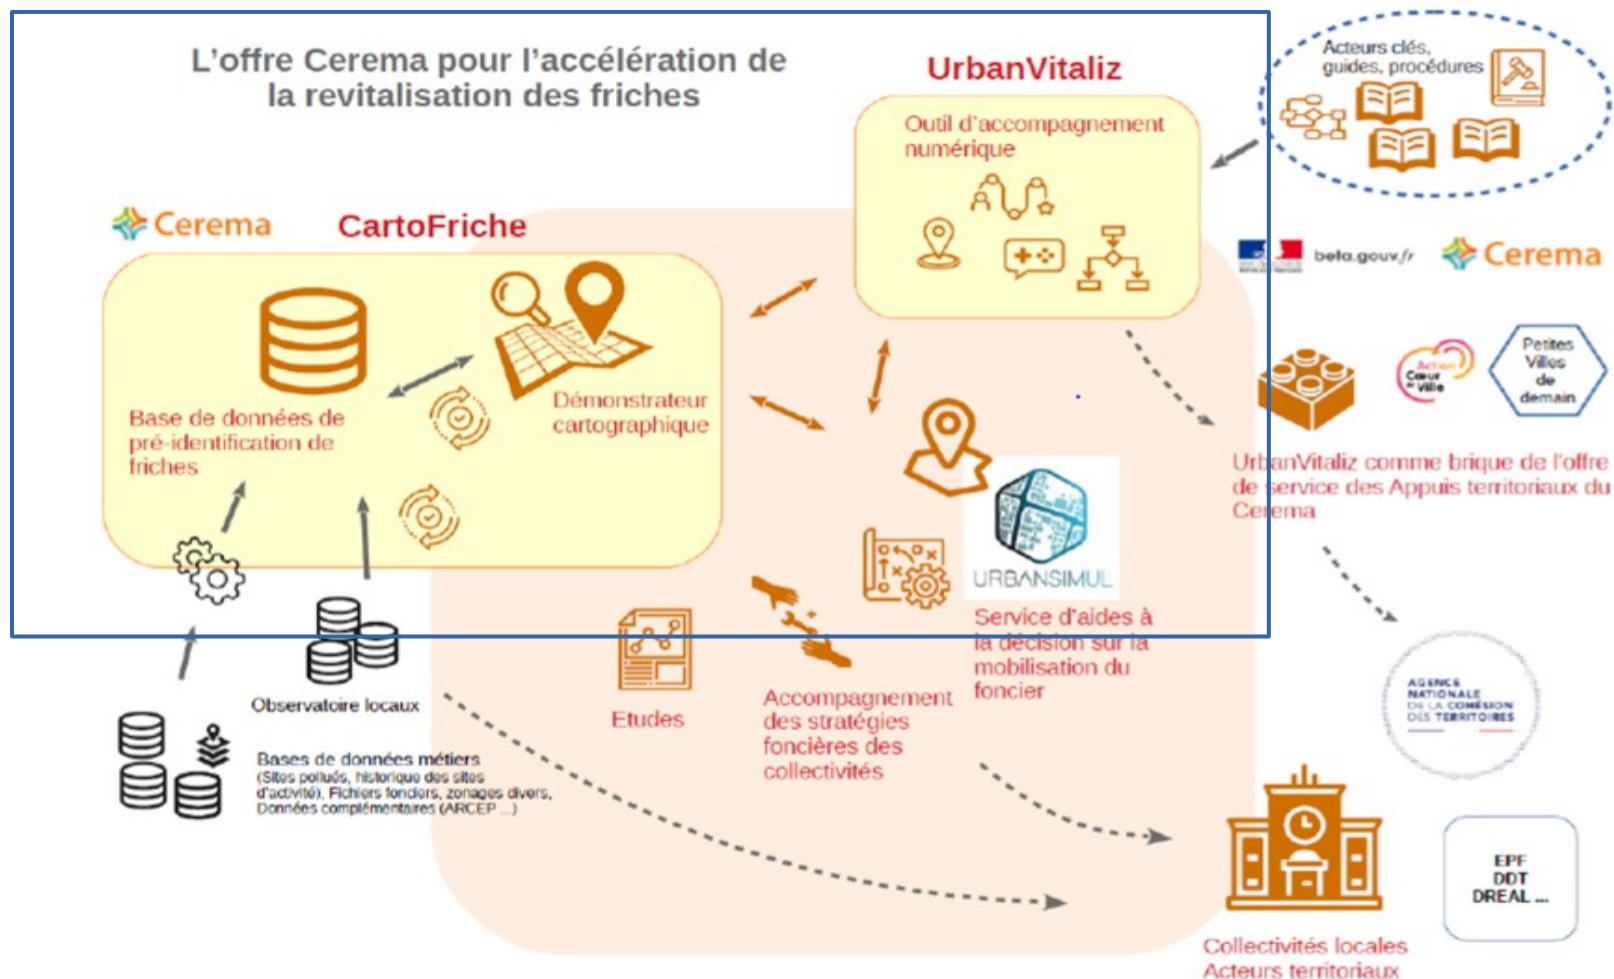 L'offre Cerema pour l'accélération de
la revitalisation des friches
UrbanVitaliz
Outil d'accompagnement
numérique
Acteurs clés,
guides, procédures
Cerema
CartoFriche
Base de données de
pré-identification de
friches
Démonstrateur
cartographique
beta.gouv.fr
Cerema
Action
Cœur
de Ville
Petites
Villes
de
demain
UrbanVitaliz comme brique de l'offre
de service des Appuis territoriaux du
Cerema
URBANSIMUL
Service d'aides à
la décision sur la
mobilisation du
foncier
Etudes
Accompagnement
des stratégies
foncières des
collectivités
Observatoire locaux
Bases de données métiers
(Sites pollués, historique des sites
d'activité), Fichiers fonciers, zonages divers,
Données complémentaires (ARCEP ...)
AGENCE
NATIONALE
DE LA COHÉSION
DES TERRITOIRES
EPF
DDT
DREAL ...
Collectivités locales
Acteurs territoriaux